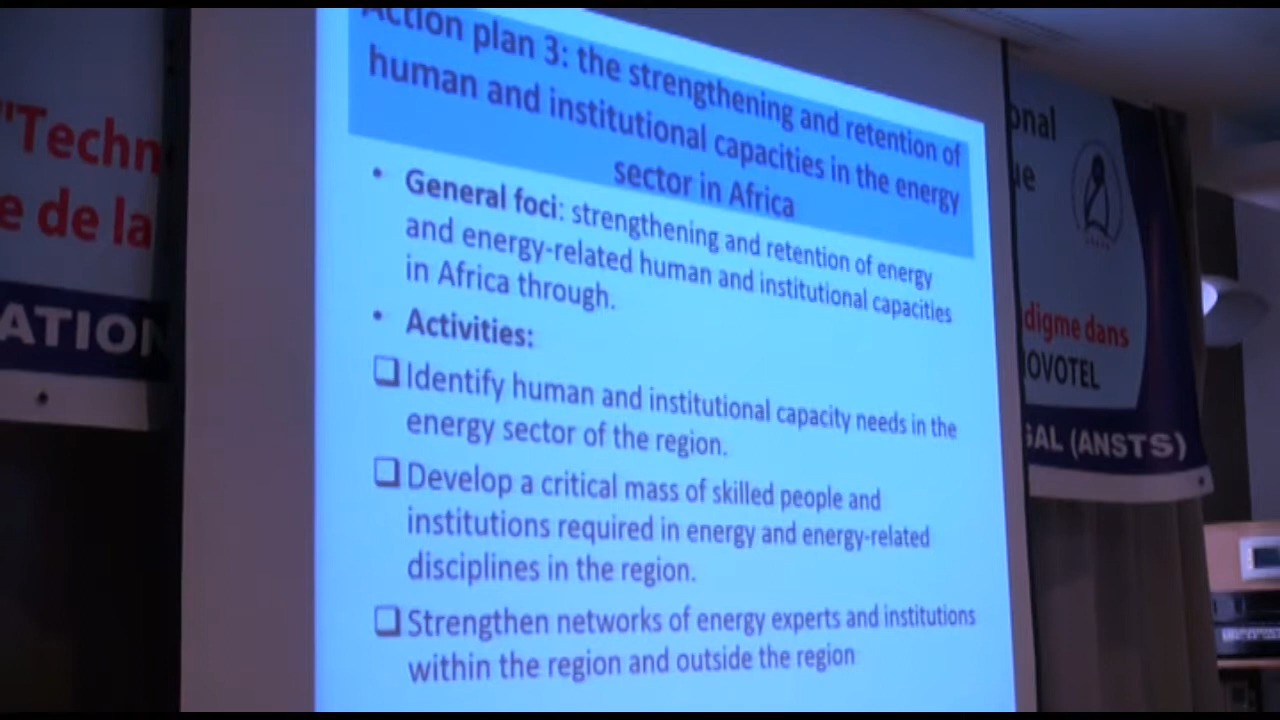 "Techn
e de la
ATION
Action plan 3: the strengthening and retention of
human and institutional capacities in the energy
sector in Africa
• General foci: strengthening and retention of energy
and energy-related human and institutional capacities
in Africa through.
• Activities:
❑ Identify human and institutional capacity needs in the
energy sector of the region.
❑ Develop a critical mass of skilled people and
institutions required in energy and energy-related
disciplines in the region.
❑ Strengthen networks of energy experts and institutions
within the region and outside the region
onal
ue
digme dans
OVOTEL
GAL (ANSTS)